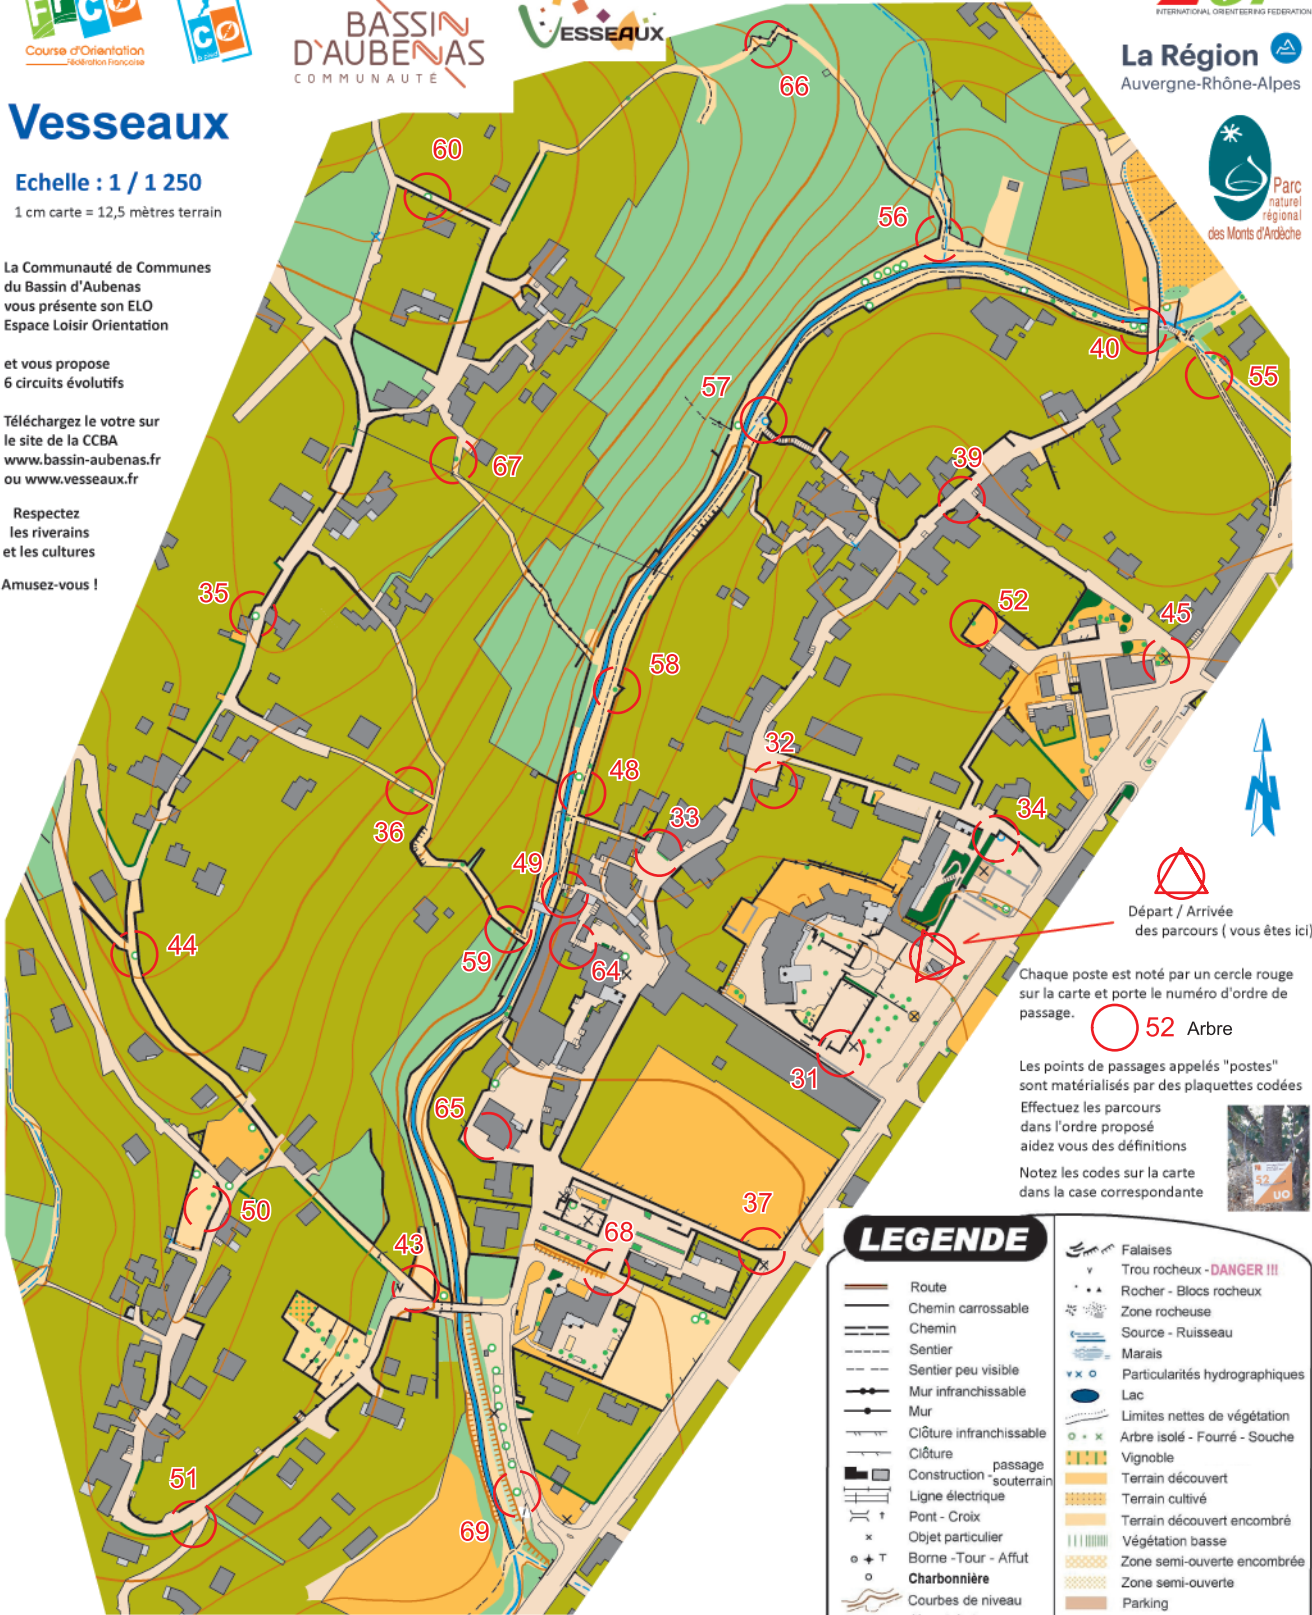 FFCO
Course d'Orientation
Fédération Française
CO
BASSIN
D'AUBENAS
COMMUNAUTÉ
VESSEAUX
INTERNATIONAL ORIENTEERING FEDERATION
La Région
Auvergne-Rhône-Alpes
Parc
naturel
régional
des Monts d'Ardèche
Vesseaux
Echelle : 1 / 1 250
1 cm carte = 12,5 mètres terrain
La Communauté de Communes
du Bassin d'Aubenas
vous présente son ELO
Espace Loisir Orientation
et vous propose
6 circuits évolutifs
Téléchargez le votre sur
le site de la CCBA
www.bassin-aubenas.fr
ou www.vesseaux.fr
Respectez
les riverains
et les cultures
Amusez-vous !
66
60
56
40
55
57
39
67
35
52
45
58
32
48
34
33
36
49
44
59
64
31
65
50
37
43
68
51
69
N
Départ / Arrivée
des parcours ( vous êtes ici)
Chaque poste est noté par un cercle rouge
sur la carte et porte le numéro d'ordre de
passage.
52 Arbre
Les points de passages appelés "postes"
sont matérialisés par des plaquettes codées
Effectuez les parcours
dans l'ordre proposé
aidez vous des définitions
Notez les codes sur la carte
dans la case correspondante
52
UO
LEGENDE
Route
Chemin carrossable
Chemin
Sentier
Sentier peu visible
Mur infranchissable
Mur
Clôture infranchissable
Clôture
Construction - passage souterrain
Ligne électrique
Pont - Croix
Objet particulier
Borne -Tour - Affut
Charbonnière
Courbes de niveau
Falaises
Trou rocheux - DANGER !!!
Rocher - Blocs rocheux
Zone rocheuse
Source - Ruisseau
Marais
Particularités hydrographiques
Lac
Limites nettes de végétation
Arbre isolé - Fourré - Souche
Vignoble
Terrain découvert
Terrain cultivé
Terrain découvert encombré
Végétation basse
Zone semi-ouverte encombrée
Zone semi-ouverte
Parking